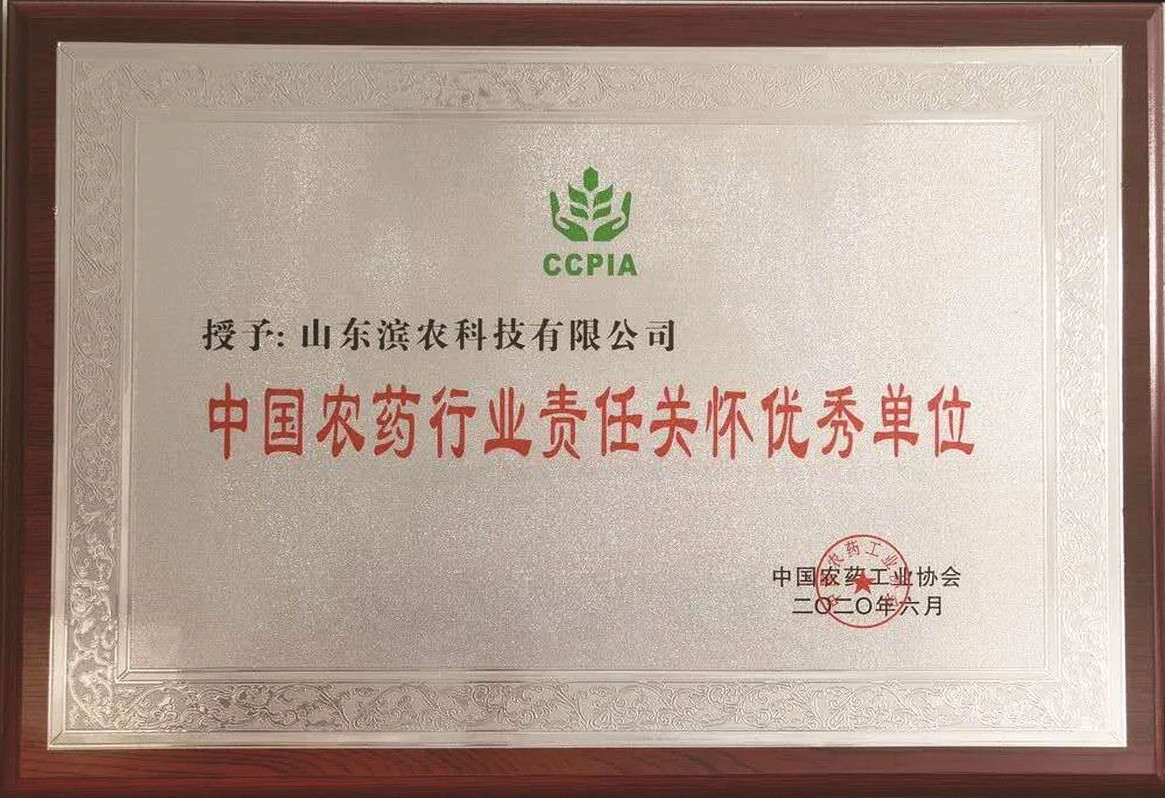 CCPIA
授予: 山东滨农科技有限公司
中国农药行业责任关怀优秀单位
中国农药工业协会
二〇二〇年六月